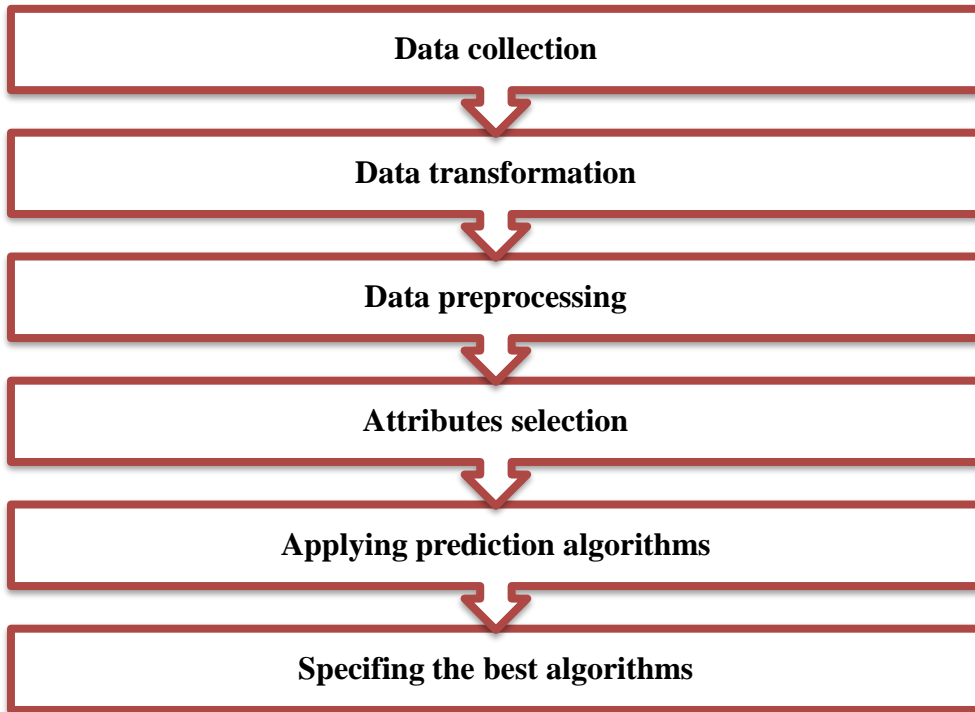 Data collection
Data transformation
Data preprocessing
Attributes selection
Applying prediction algorithms
Specifing the best algorithms